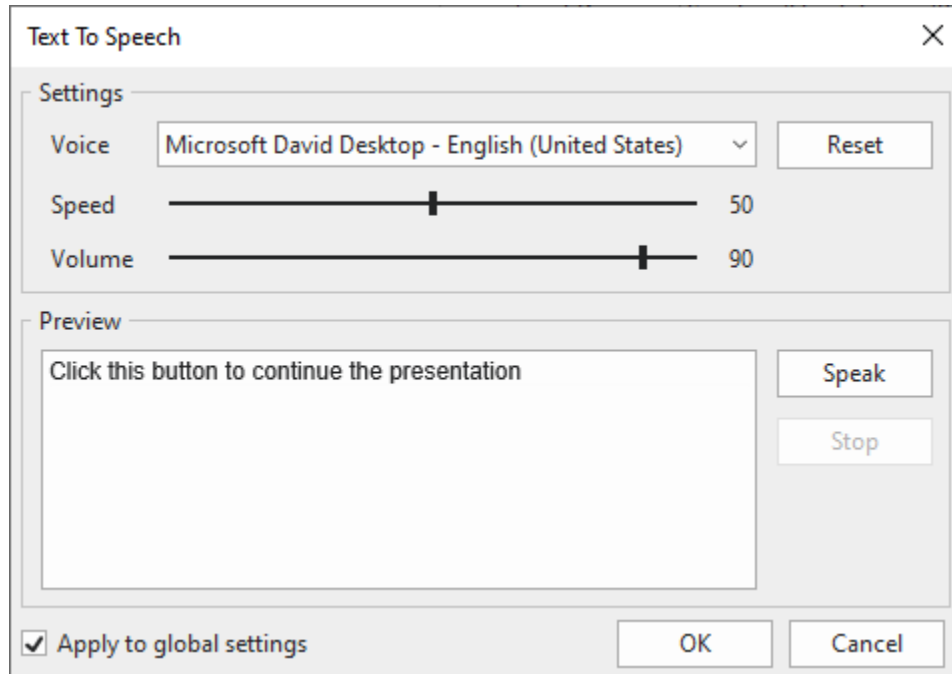 Text To Speech
Settings
Voice Microsoft David Desktop - English (United States) Reset
Speed 50
Volume 90
Preview
Click this button to continue the presentation Speak
Stop
Apply to global settings OK Cancel